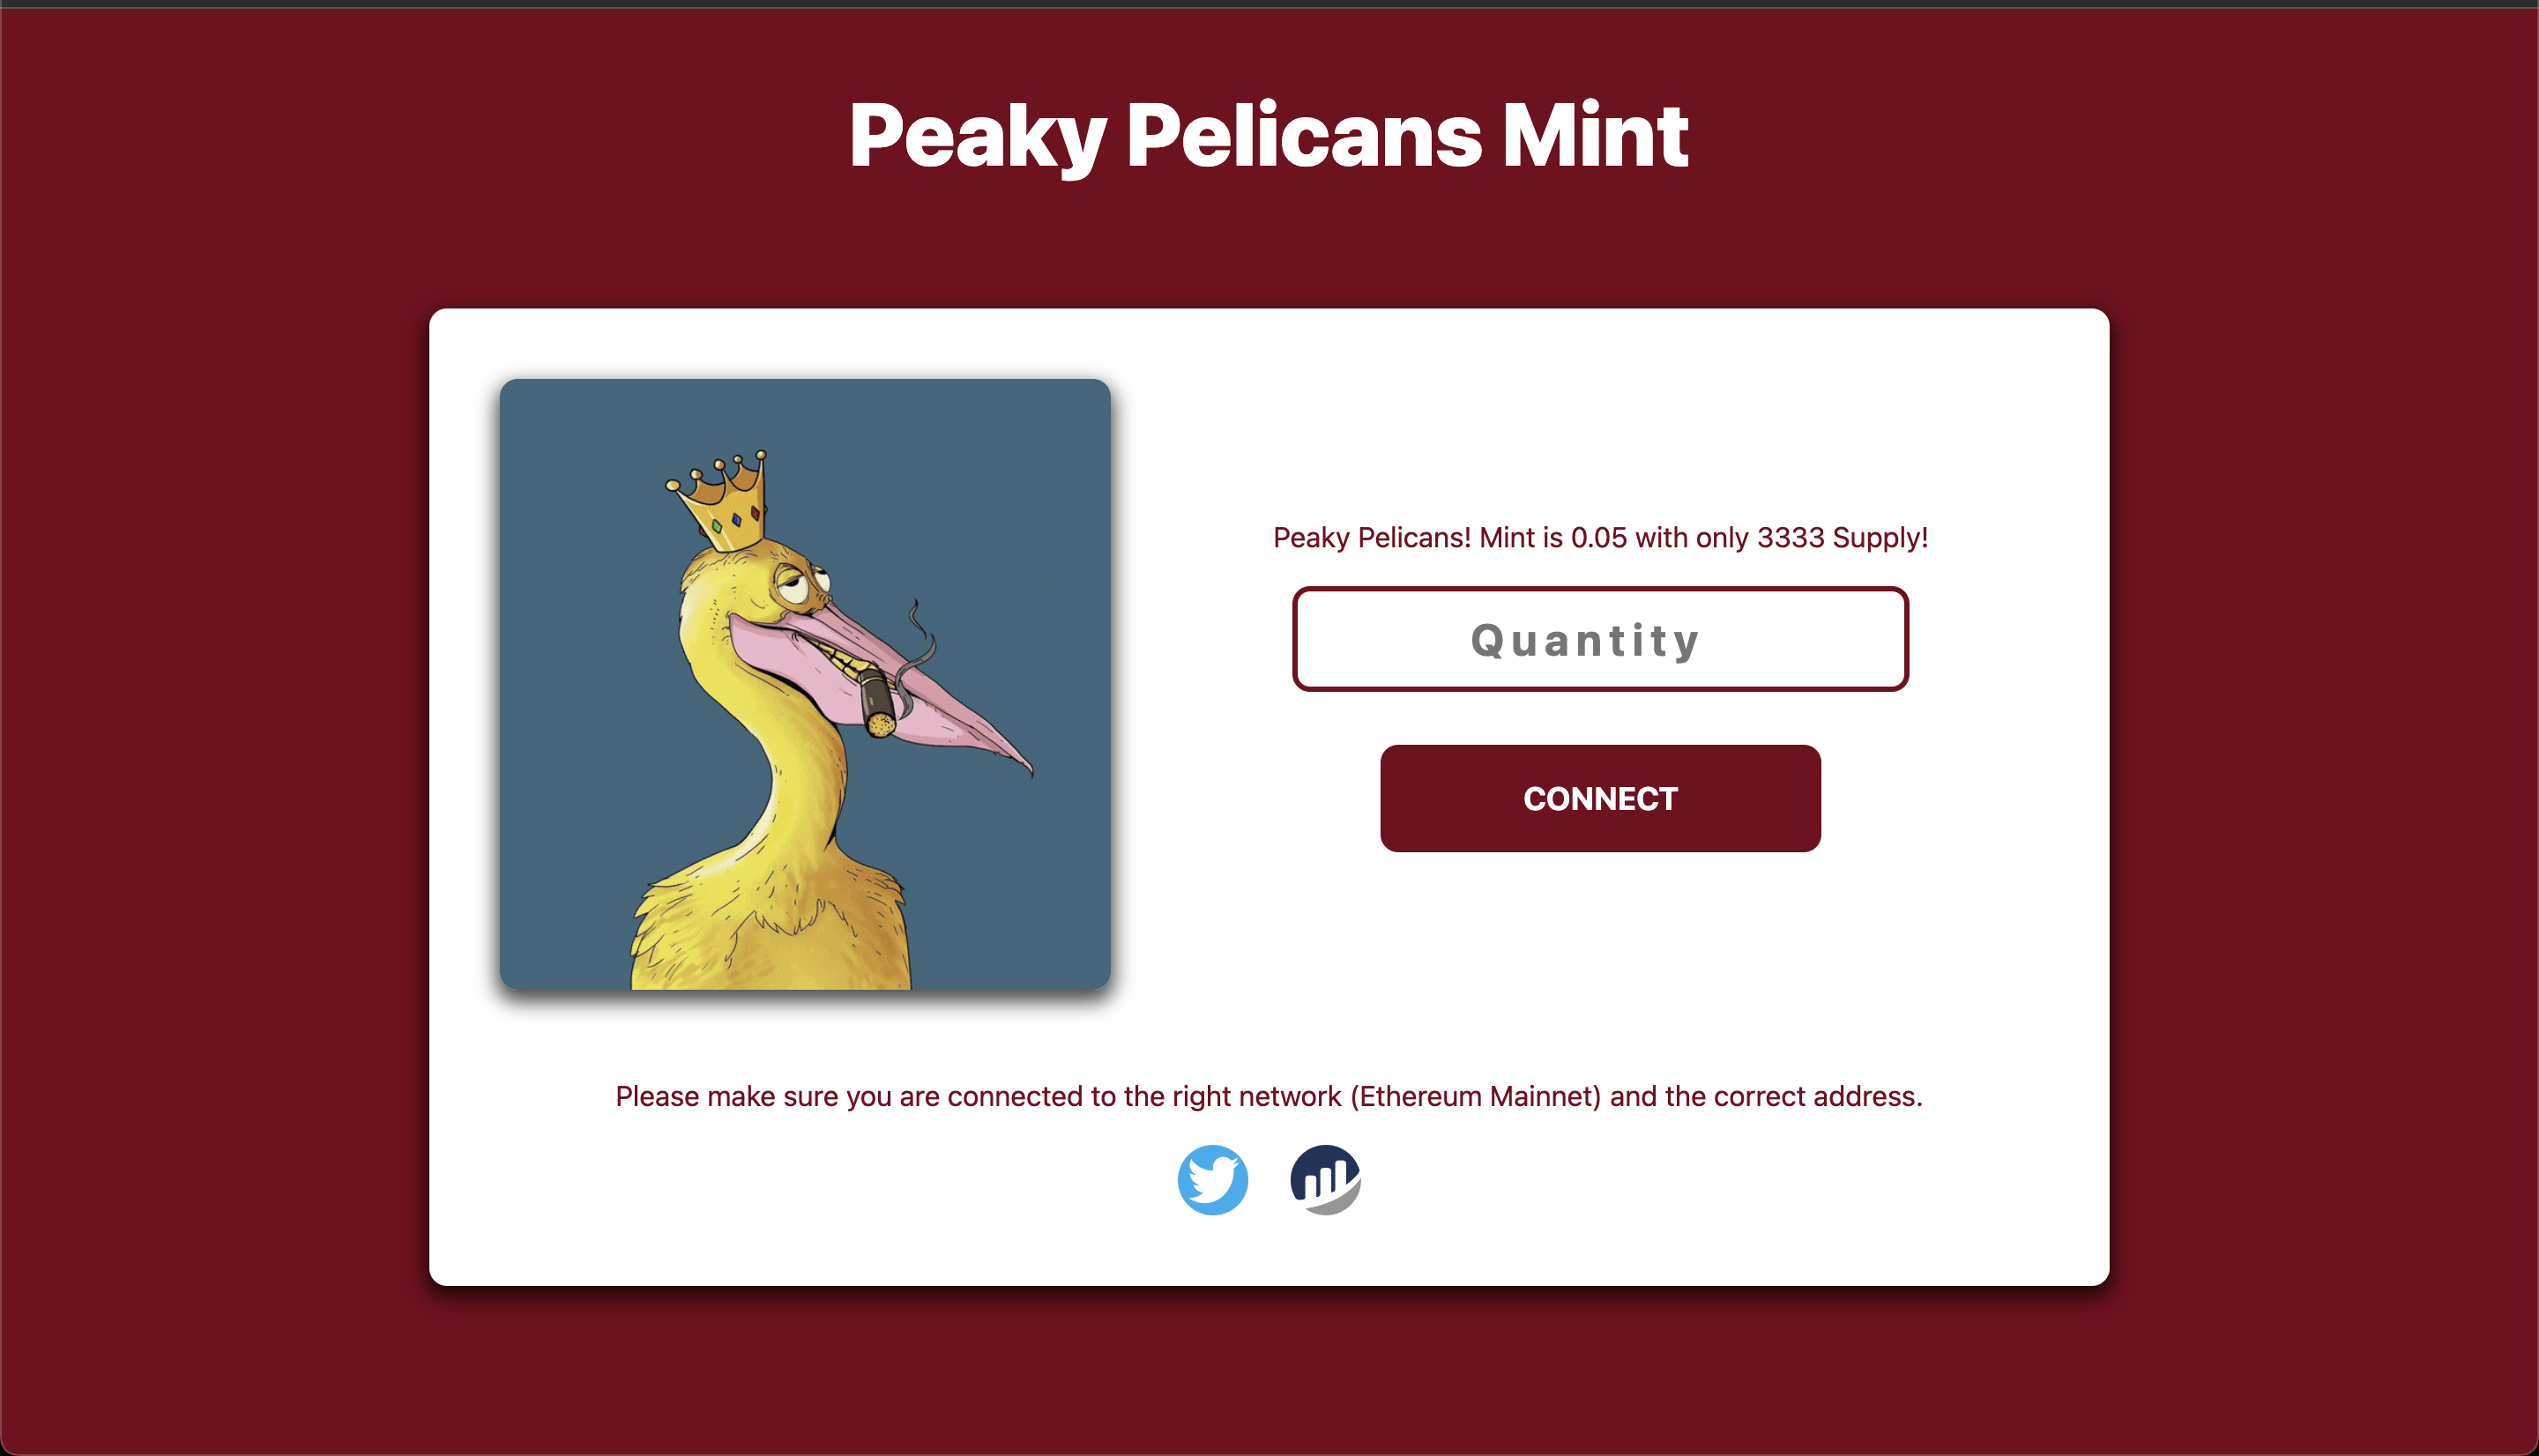 Peaky Pelicans Mint
Peaky Pelicans! Mint is 0.05 with only 3333 Supply!
Quantity
CONNECT
Please make sure you are connected to the right network (Ethereum Mainnet) and the correct address.